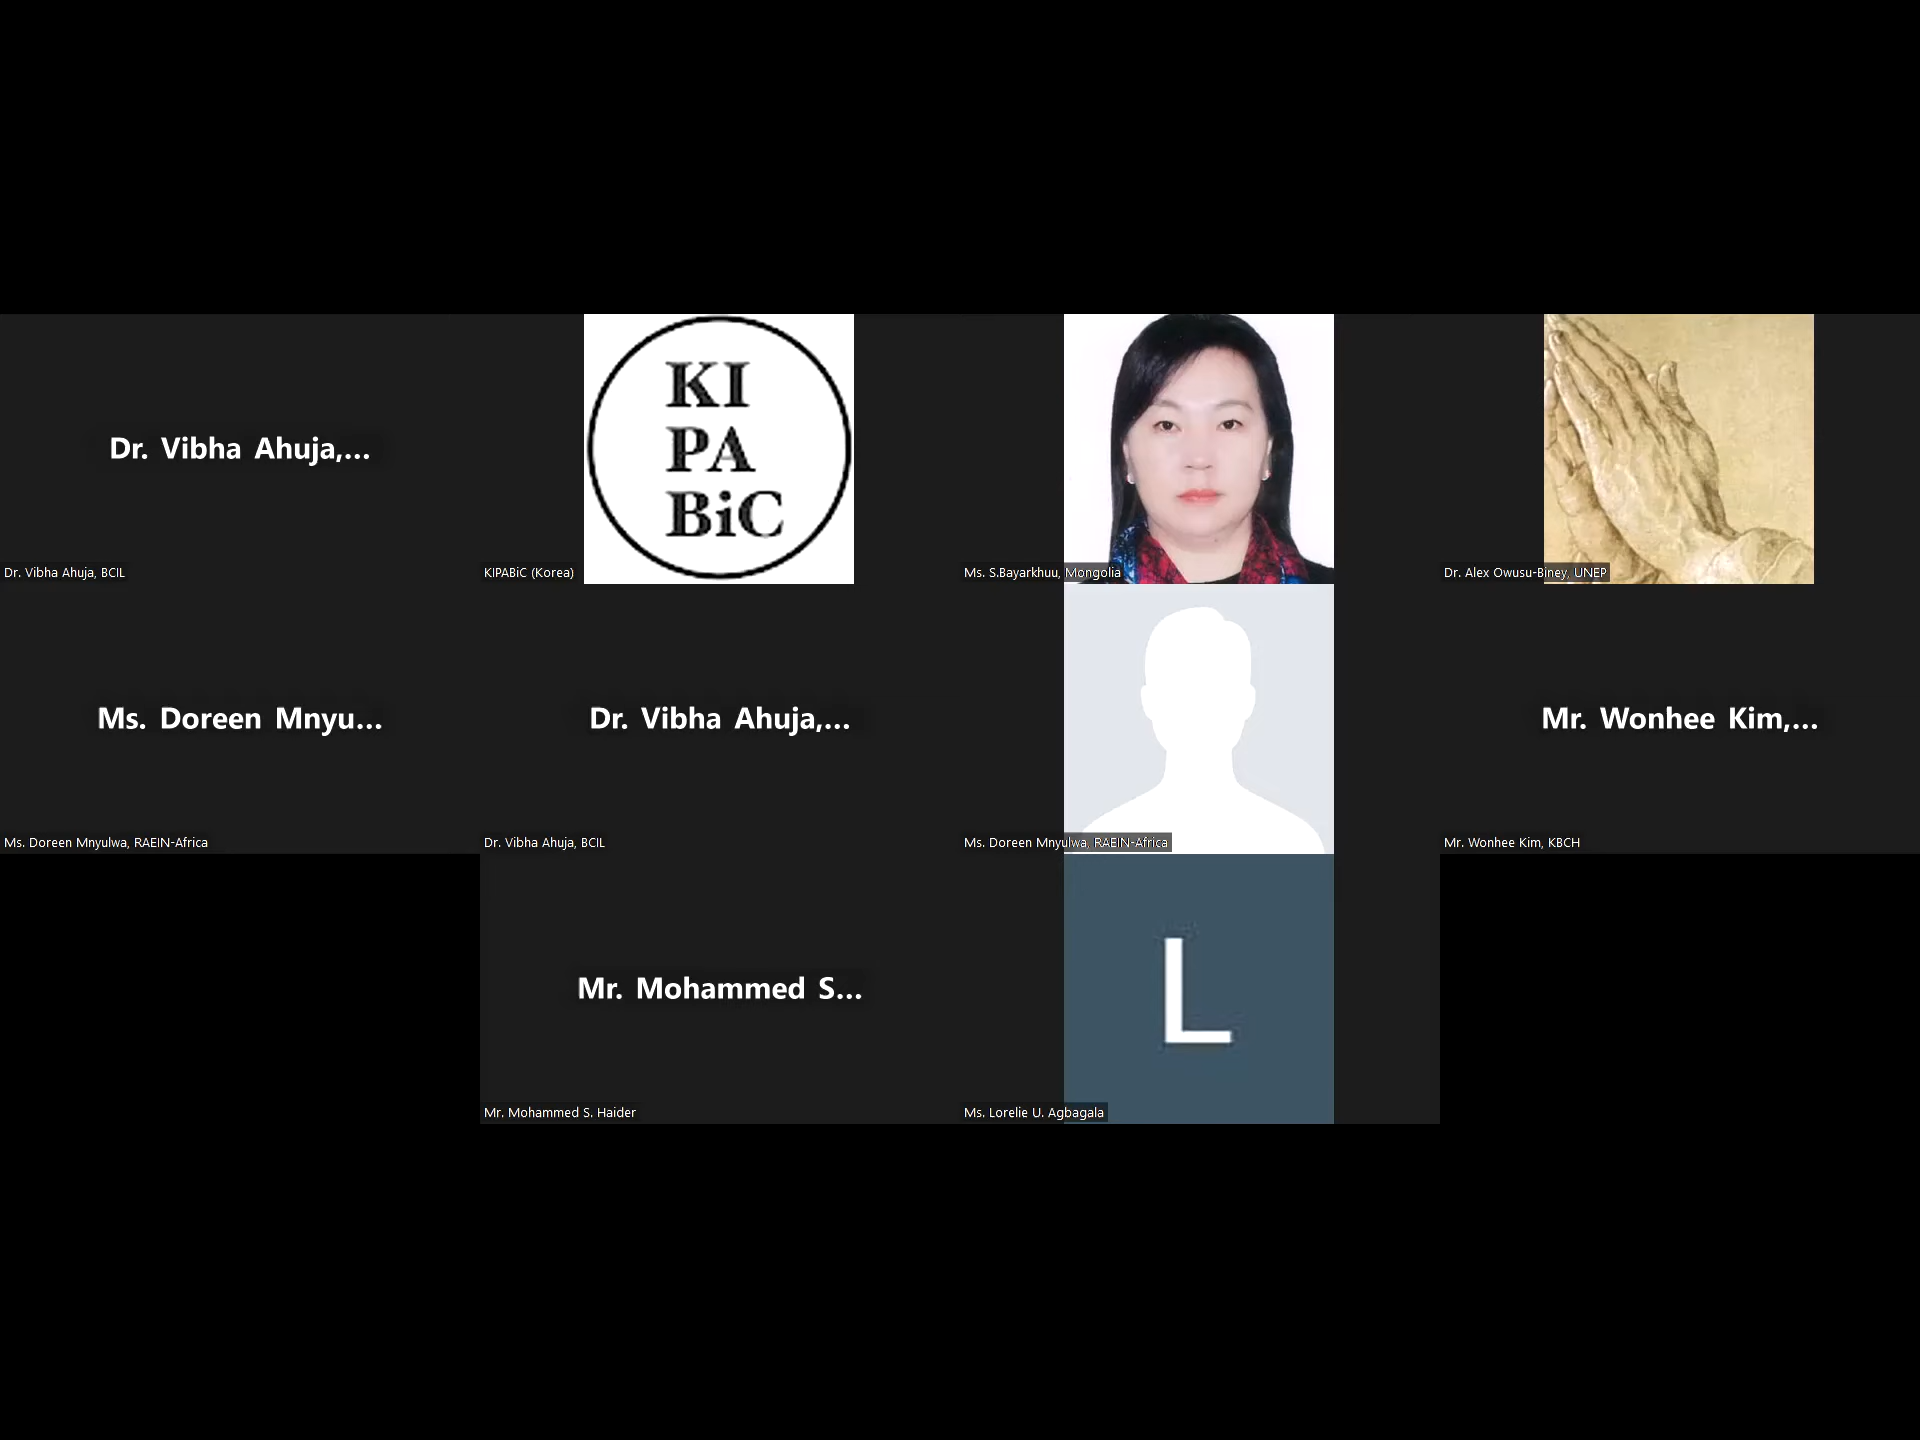 Dr. Vibha Ahuja,...
Dr. Vibha Ahuja, BCIL
KI
PA
BiC
KIPABiC (Korea)
Ms. S.Bayarkhuu, Mongolia
Dr. Alex Owusu-Biney, UNEP
Ms. Doreen Mnyu...
Ms. Doreen Mnyulwa, RAEIN-Africa
Dr. Vibha Ahuja,...
Dr. Vibha Ahuja, BCIL
Ms. Doreen Mnyulwa, RAEIN-Africa
Mr. Wonhee Kim,...
Mr. Wonhee Kim, KBCH
Mr. Mohammed S...
Mr. Mohammed S. Haider
L
Ms. Lorelie U. Agbagala